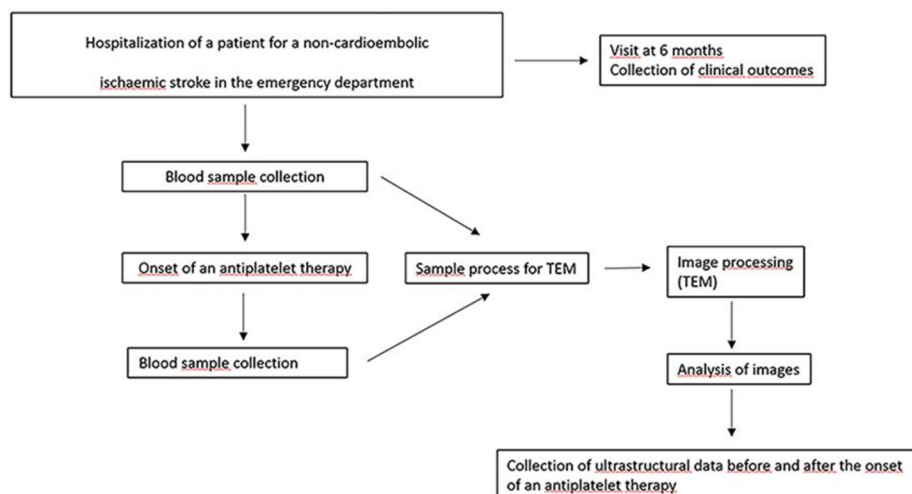 Hospitalization of a patient for a non-cardioembolic
ischaemic stroke in the emergency department
Visit at 6 months
Collection of clinical outcomes
Blood sample collection
Onset of an antiplatelet therapy
Sample process for TEM
Image processing
(TEM)
Blood sample collection
Analysis of images
Collection of ultrastructural data before and after the onset
of an antiplatelet therapy